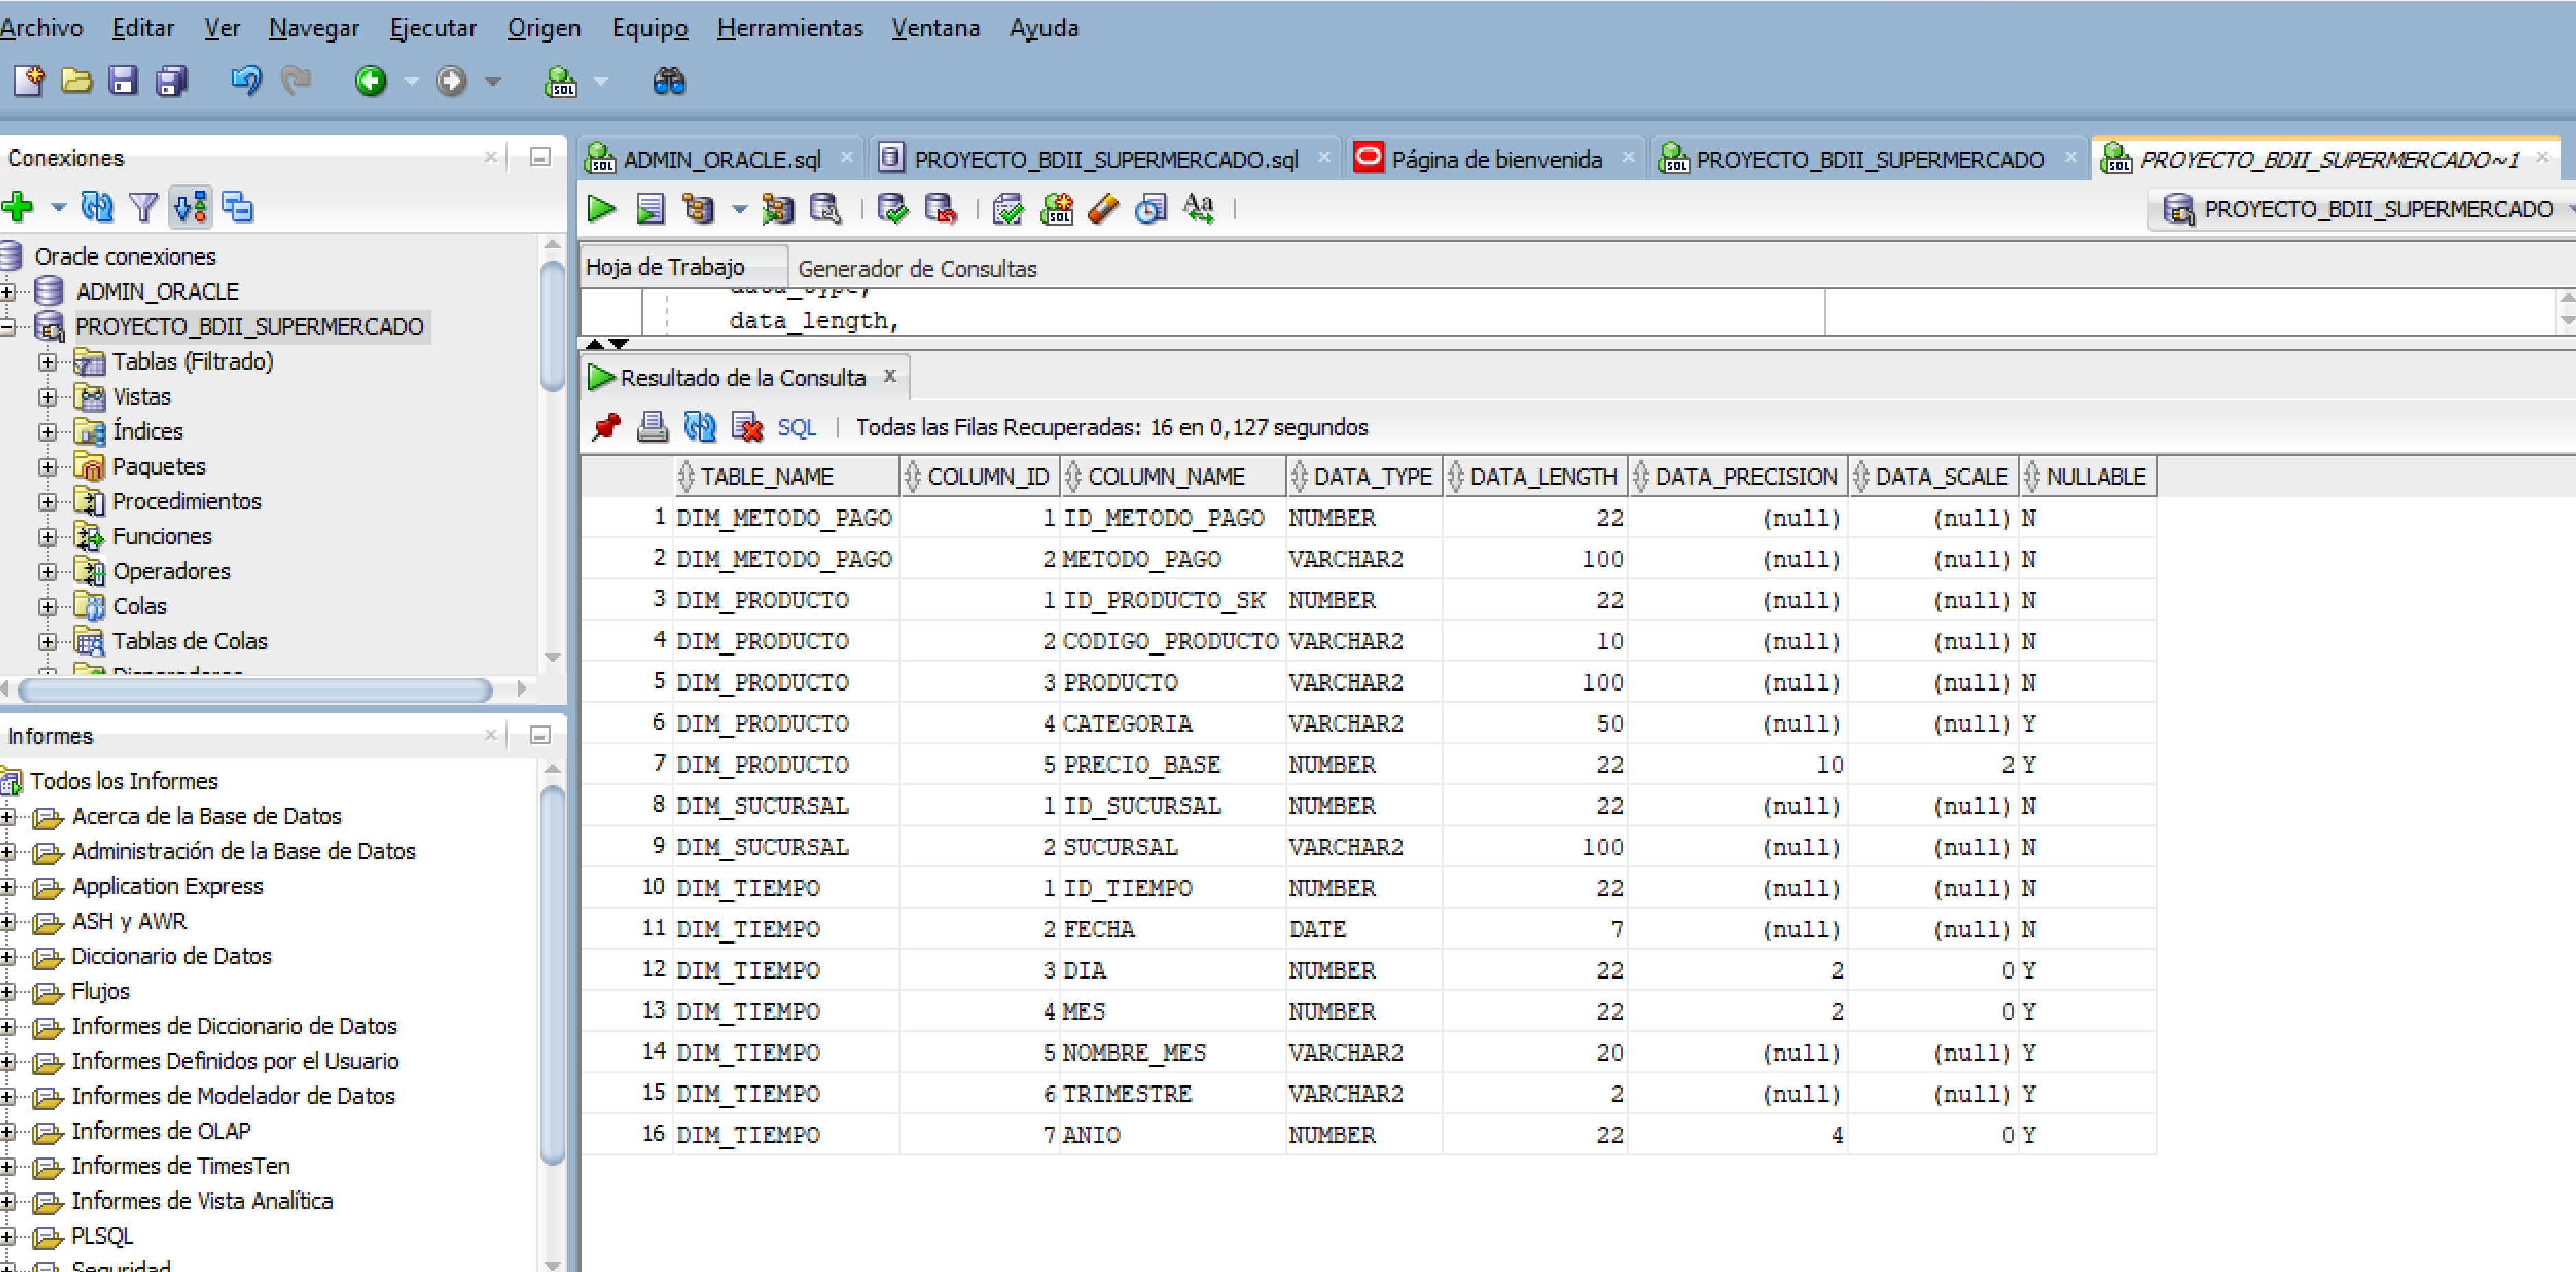 Archivo Editar Ver Navegar Ejecutar Origen Equipo Herramientas Ventana Ayuda
Conexiones
Oracle conexiones
ADMIN_ORACLE
PROYECTO_BDII_SUPERMERCADO
Tablas (Filtrado)
Vistas
Índices
Paquetes
Procedimientos
Funciones
Operadores
Colas
Tablas de Colas
Informes
Todos los Informes
Acerca de la Base de Datos
Administración de la Base de Datos
Application Express
ASH y AWR
Diccionario de Datos
Flujos
Informes de Diccionario de Datos
Informes Definidos por el Usuario
Informes de Modelador de Datos
Informes de OLAP
Informes de TimesTen
Informes de Vista Analítica
PLSQL
Seguridad
ADMIN_ORACLE.sql PROYECTO_BDII_SUPERMERCADO.sql Página de bienvenida PROYECTO_BDII_SUPERMERCADO PROYECTO_BDII_SUPERMERCADO~1
PROYECTO_BDII_SUPERMERCADO
Hoja de Trabajo Generador de Consultas
data_type,
data_length,
Resultado de la Consulta
SQL Todas las Filas Recuperadas: 16 en 0,127 segundos
TABLE_NAME COLUMN_ID COLUMN_NAME DATA_TYPE DATA_LENGTH DATA_PRECISION DATA_SCALE NULLABLE
1 DIM_METODO_PAGO 1 ID_METODO_PAGO NUMBER 22 (null) (null) N
2 DIM_METODO_PAGO 2 METODO_PAGO VARCHAR2 100 (null) (null) N
3 DIM_PRODUCTO 1 ID_PRODUCTO_SK NUMBER 22 (null) (null) N
4 DIM_PRODUCTO 2 CODIGO_PRODUCTO VARCHAR2 10 (null) (null) N
5 DIM_PRODUCTO 3 PRODUCTO VARCHAR2 100 (null) (null) N
6 DIM_PRODUCTO 4 CATEGORIA VARCHAR2 50 (null) (null) Y
7 DIM_PRODUCTO 5 PRECIO_BASE NUMBER 22 10 2 Y
8 DIM_SUCURSAL 1 ID_SUCURSAL NUMBER 22 (null) (null) N
9 DIM_SUCURSAL 2 SUCURSAL VARCHAR2 100 (null) (null) N
10 DIM_TIEMPO 1 ID_TIEMPO NUMBER 22 (null) (null) N
11 DIM_TIEMPO 2 FECHA DATE 7 (null) (null) N
12 DIM_TIEMPO 3 DIA NUMBER 22 2 0 Y
13 DIM_TIEMPO 4 MES NUMBER 22 2 0 Y
14 DIM_TIEMPO 5 NOMBRE_MES VARCHAR2 20 (null) (null) Y
15 DIM_TIEMPO 6 TRIMESTRE VARCHAR2 2 (null) (null) Y
16 DIM_TIEMPO 7 ANIO NUMBER 22 4 0 Y